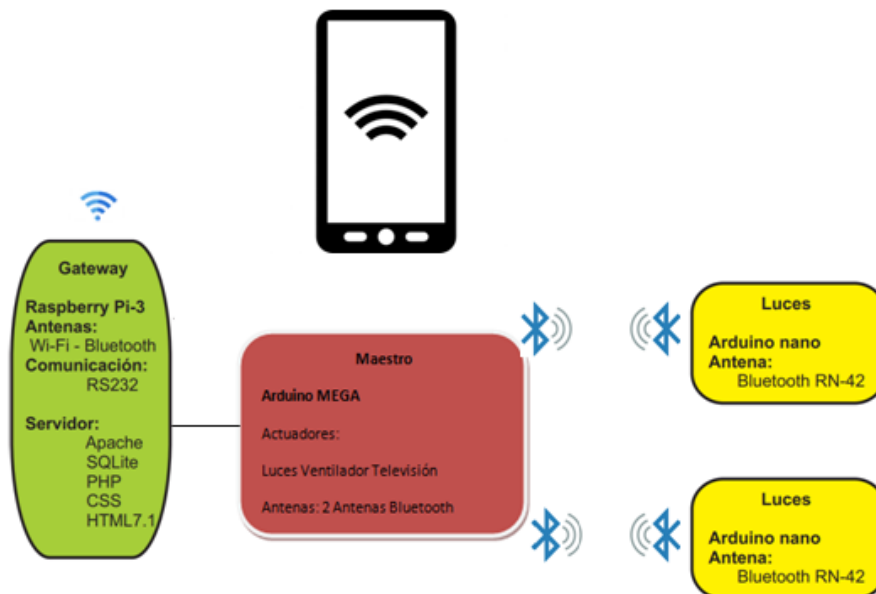 Gateway
Raspberry Pi-3
Antenas:
Wi-Fi - Bluetooth
Comunicación:
RS232
Servidor:
Apache
SQLite
PHP
CSS
HTML7.1
Maestro
Arduino MEGA
Actuadores:
Luces Ventilador Televisión
Antenas: 2 Antenas Bluetooth
Luces
Arduino nano
Antena:
Bluetooth RN-42
Luces
Arduino nano
Antena:
Bluetooth RN-42